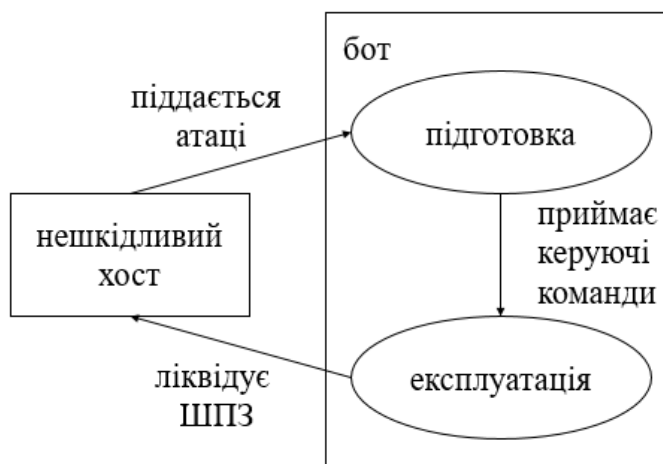 бот
піддається
атаці
підготовка
нешкідливий
хост
приймає
керуючі
команди
ліквідує
ШПЗ
експлуатація